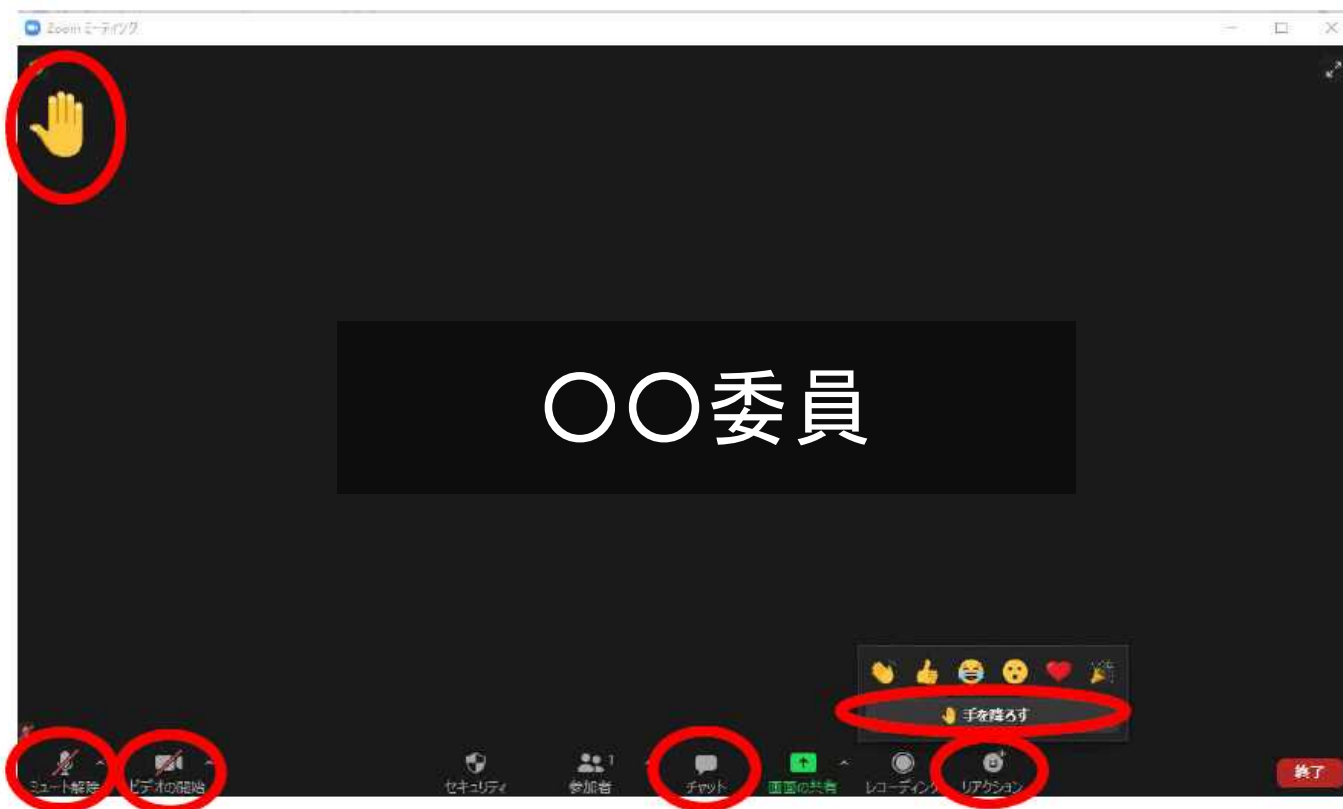 Zoom ミーティング
〇〇委員
手を降ろす
ミュート解除
ビデオの開始
セキュリティ
参加者
1
チャット
画面の共有
レコーディング
リアクション
終了